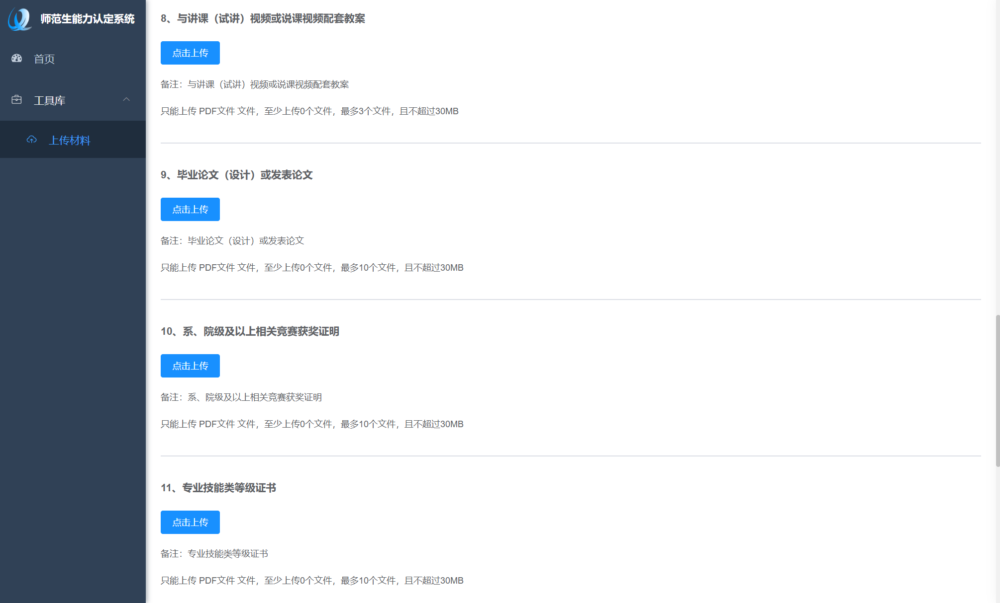 师范生能力认定系统
首页
工具库
上传材料
8、与讲课（试讲）视频或说课视频配套教案
点击上传
备注：与讲课（试讲）视频或说课视频配套教案
只能上传 PDF文件 文件，至少上传0个文件，最多3个文件，且不超过30MB
9、毕业论文（设计）或发表论文
点击上传
备注：毕业论文（设计）或发表论文
只能上传 PDF文件 文件，至少上传0个文件，最多10个文件，且不超过30MB
10、系、院级及以上相关竞赛获奖证明
点击上传
备注：系、院级及以上相关竞赛获奖证明
只能上传 PDF文件 文件，至少上传0个文件，最多10个文件，且不超过30MB
11、专业技能类等级证书
点击上传
备注：专业技能类等级证书
只能上传 PDF文件 文件，至少上传0个文件，最多10个文件，且不超过30MB